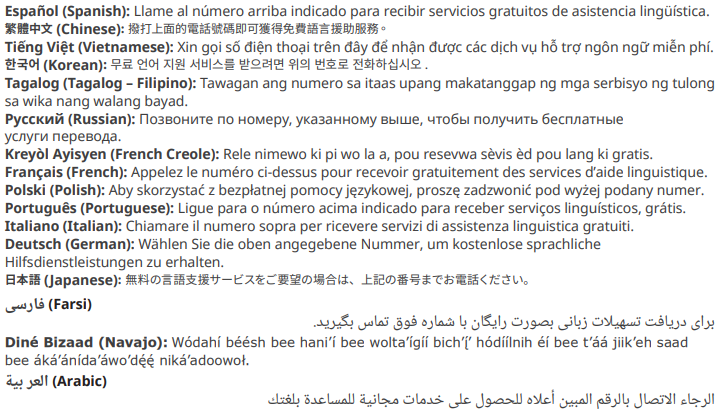 Español (Spanish): Llame al número arriba indicado para recibir servicios gratuitos de asistencia lingüística.
繁體中文 (Chinese): 撥打上面的電話號碼即可獲得免費語言援助服務。
Tiếng Việt (Vietnamese): Xin gọi số điện thoại trên đây để nhận được các dịch vụ hỗ trợ ngôn ngữ miễn phí.
한국어 (Korean): 무료 언어 지원 서비스를 받으려면 위의 번호로 전화하십시오 .
Tagalog (Tagalog – Filipino): Tawagan ang numero sa itaas upang makatanggap ng mga serbisyo ng tulong
sa wika nang walang bayad.
Русский (Russian): Позвоните по номеру, указанному выше, чтобы получить бесплатные
услуги перевода.
Kreyòl Ayisyen (French Creole): Rele nimewo ki pi wo la a, pou resevwa sèvis èd pou lang ki gratis.
Français (French): Appelez le numéro ci-dessus pour recevoir gratuitement des services d’aide linguistique.
Polski (Polish): Aby skorzystać z bezpłatnej pomocy językowej, proszę zadzwonić pod wyżej podany numer.
Português (Portuguese): Ligue para o número acima indicado para receber serviços linguísticos, grátis.
Italiano (Italian): Chiamare il numero sopra per ricevere servizi di assistenza linguistica gratuiti.
Deutsch (German): Wählen Sie die oben angegebene Nummer, um kostenlose sprachliche
Hilfsdienstleistungen zu erhalten.
日本語 (Japanese): 無料の言語支援サービスをご要望の場合は、上記の番号までお電話ください。
فارسی (Farsi)
برای دریافت تسهیلات زبانی بصورت رایگان با شماره فوق تماس بگیرید.
Diné Bizaad (Navajo): Wódahí béésh bee hani’í bee wolta’ígíí bich’į’ hódíílnih éí bee t’áá jiik’eh saad
bee áká’ánída’áwo’dę́ę́ niká’adoowoł.
العربية (Arabic)
الرجاء الاتصال بالرقم المبين أعلاه للحصول على خدمات مجانية للمساعدة بلغتك